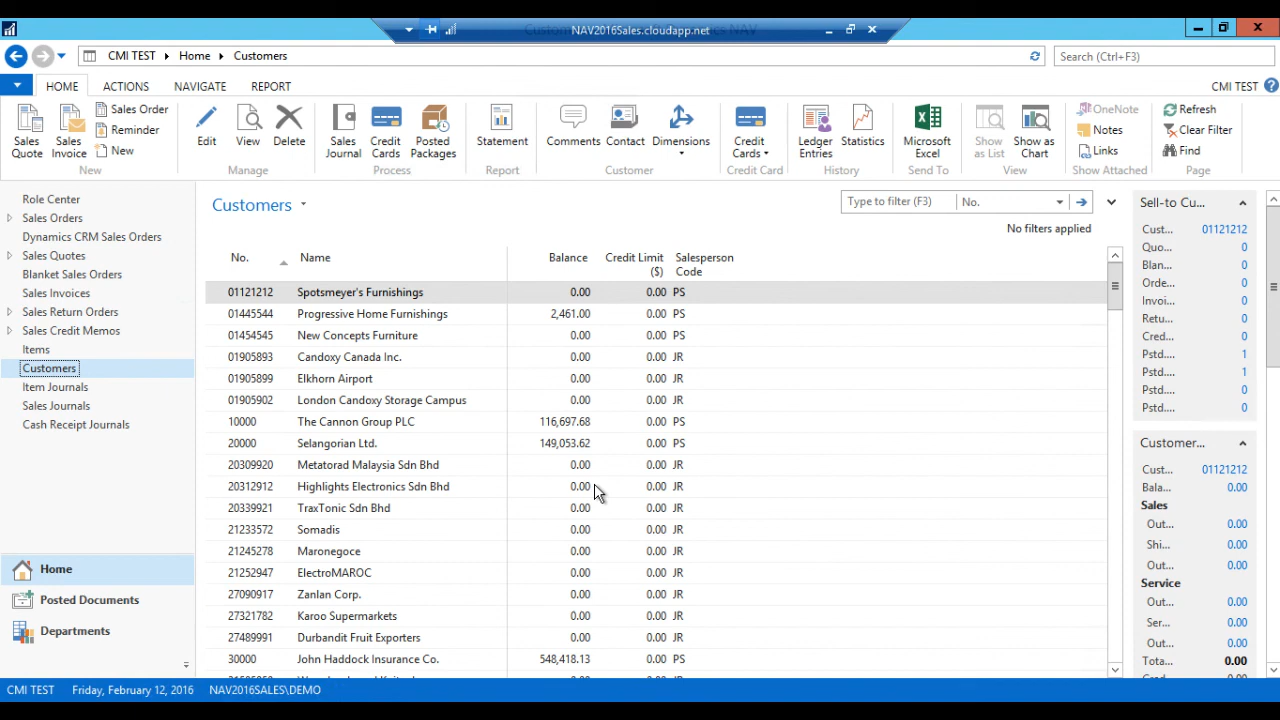 NAV2016Sales.cloudapp.net
CMI TEST Home Customers
Search (Ctrl+F3)
HOME ACTIONS NAVIGATE REPORT
CMI TEST
Sales Quote
Sales Invoice
Sales Order
Reminder
New
New
Edit
View
Delete
Manage
Sales Journal
Credit Cards
Posted Packages
Process
Statement
Report
Comments
Contact
Dimensions
Customer
Credit Cards
Credit Card
Ledger Entries
Statistics
History
Microsoft Excel
Send To
Show as List
Show as Chart
View
OneNote
Notes
Links
Show Attached
Refresh
Clear Filter
Find
Page
Role Center
Sales Orders
Dynamics CRM Sales Orders
Sales Quotes
Blanket Sales Orders
Sales Invoices
Sales Return Orders
Sales Credit Memos
Items
Customers
Item Journals
Sales Journals
Cash Receipt Journals
Home
Posted Documents
Departments
Customers
Type to filter (F3) No.
No filters applied
No. Name Balance Credit Limit ($) Salesperson Code
01121212 Spotsmeyer's Furnishings 0.00 0.00 PS
01445544 Progressive Home Furnishings 2,461.00 0.00 PS
01454545 New Concepts Furniture 0.00 0.00 PS
01905893 Candoxy Canada Inc. 0.00 0.00 JR
01905899 Elkhorn Airport 0.00 0.00 JR
01905902 London Candoxy Storage Campus 0.00 0.00 JR
10000 The Cannon Group PLC 116,697.68 0.00 PS
20000 Selangorian Ltd. 149,053.62 0.00 PS
20309920 Metatorad Malaysia Sdn Bhd 0.00 0.00 JR
20312912 Highlights Electronics Sdn Bhd 0.00 0.00 JR
20339921 TraxTonic Sdn Bhd 0.00 0.00 JR
21233572 Somadis 0.00 0.00 JR
21245278 Maronegoce 0.00 0.00 JR
21252947 ElectroMAROC 0.00 0.00 JR
27090917 Zanlan Corp. 0.00 0.00 JR
27321782 Karoo Supermarkets 0.00 0.00 JR
27489991 Durbandit Fruit Exporters 0.00 0.00 JR
30000 John Haddock Insurance Co. 548,418.13 0.00 PS
Sell-to Cu...
Cust... 01121212
Quo... 0
Blan... 0
Orde... 0
Invoi... 0
Retu... 0
Cred... 0
Pstd.... 1
Pstd.... 1
Pstd.... 0
Pstd.... 0
Customer...
Cust... 01121212
Bala... 0.00
Sales
Out... 0.00
Shi... 0.00
Out... 0.00
Service
Out... 0.00
Ser... 0.00
Out... 0.00
Tota... 0.00
CMI TEST Friday, February 12, 2016 NAV2016SALES\DEMO